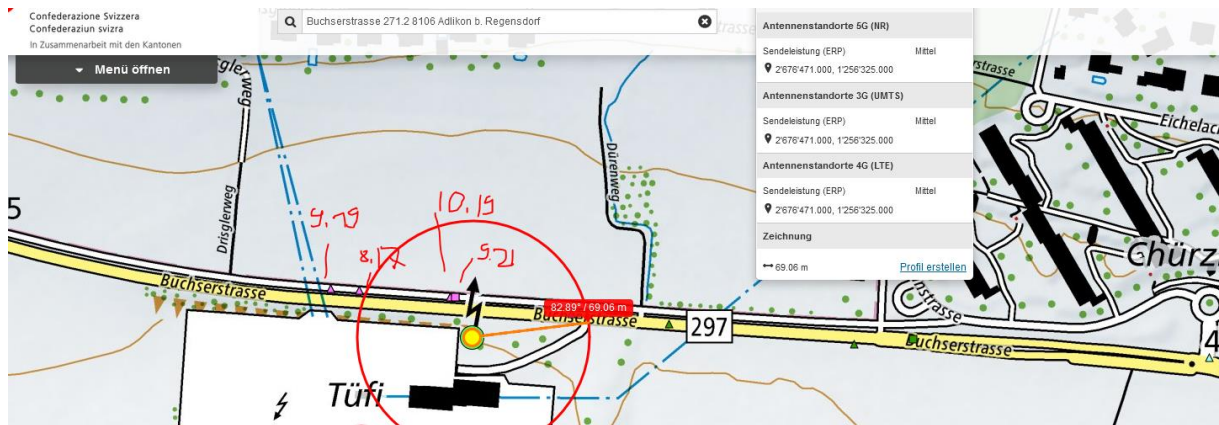 Confederazione Svizzera
Confederaziun svizra
In Zusammenarbeit mit den Kantonen
Buchserstrasse 271.2 8106 Adlikon b. Regensdorf
Menü öffnen
Antennenstandorte 5G (NR)
Sendeleistung (ERP) Mittel
2'676'471.000, 1'256'325.000
Antennenstandorte 3G (UMTS)
Sendeleistung (ERP) Mittel
2'676'471.000, 1'256'325.000
Antennenstandorte 4G (LTE)
Sendeleistung (ERP) Mittel
2'676'471.000, 1'256'325.000
Zeichnung
69.06 m Profil erstellen
Drisglerweg
Dürenweg
5
10.19
Buchserstrasse
82.89° / 69.06 m
Buchserstrasse
297
Buchserstrasse
4
Tüfi
Eichelac
Chürz